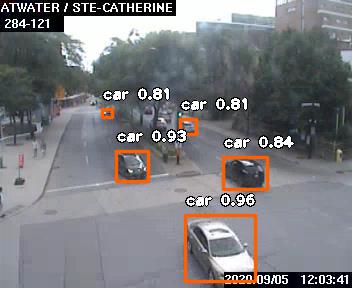 ATWATER / STE-CATHERINE
284-121
car 0.81
car 0.81
car 0.93
car 0.84
car 0.96
2020/09/05 12:03:41